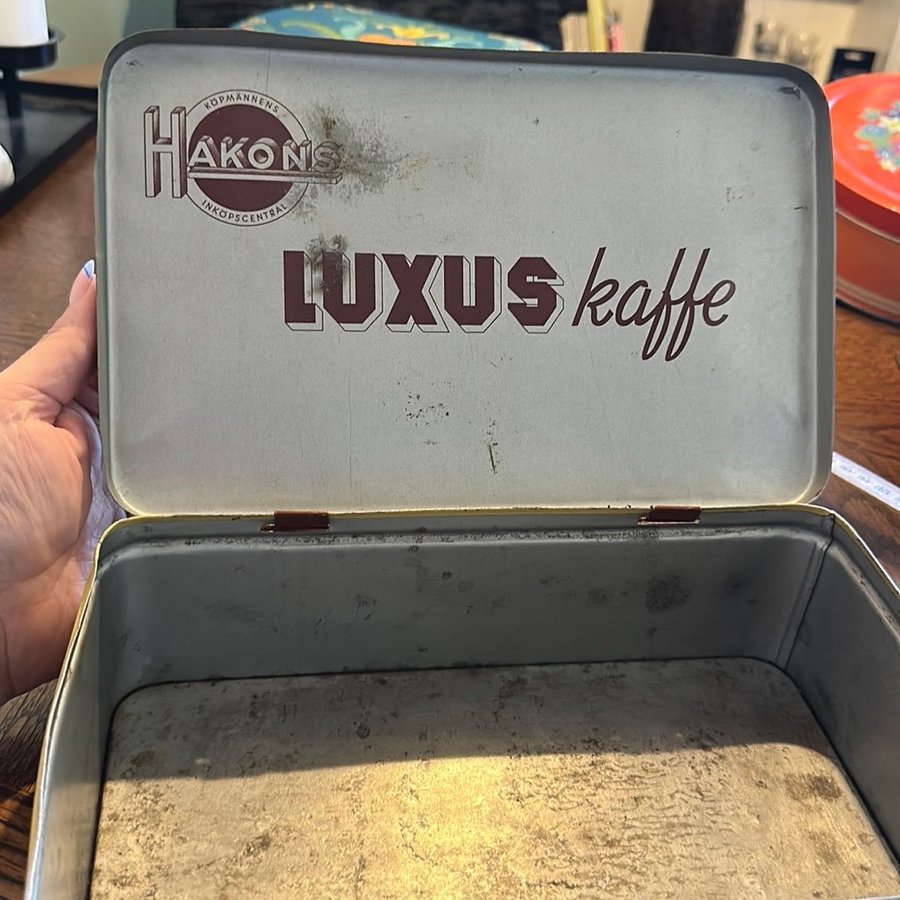 KÖPMÄNNENS
HAKONS
INKÖPSCENTRAL
LUXUS kaffe